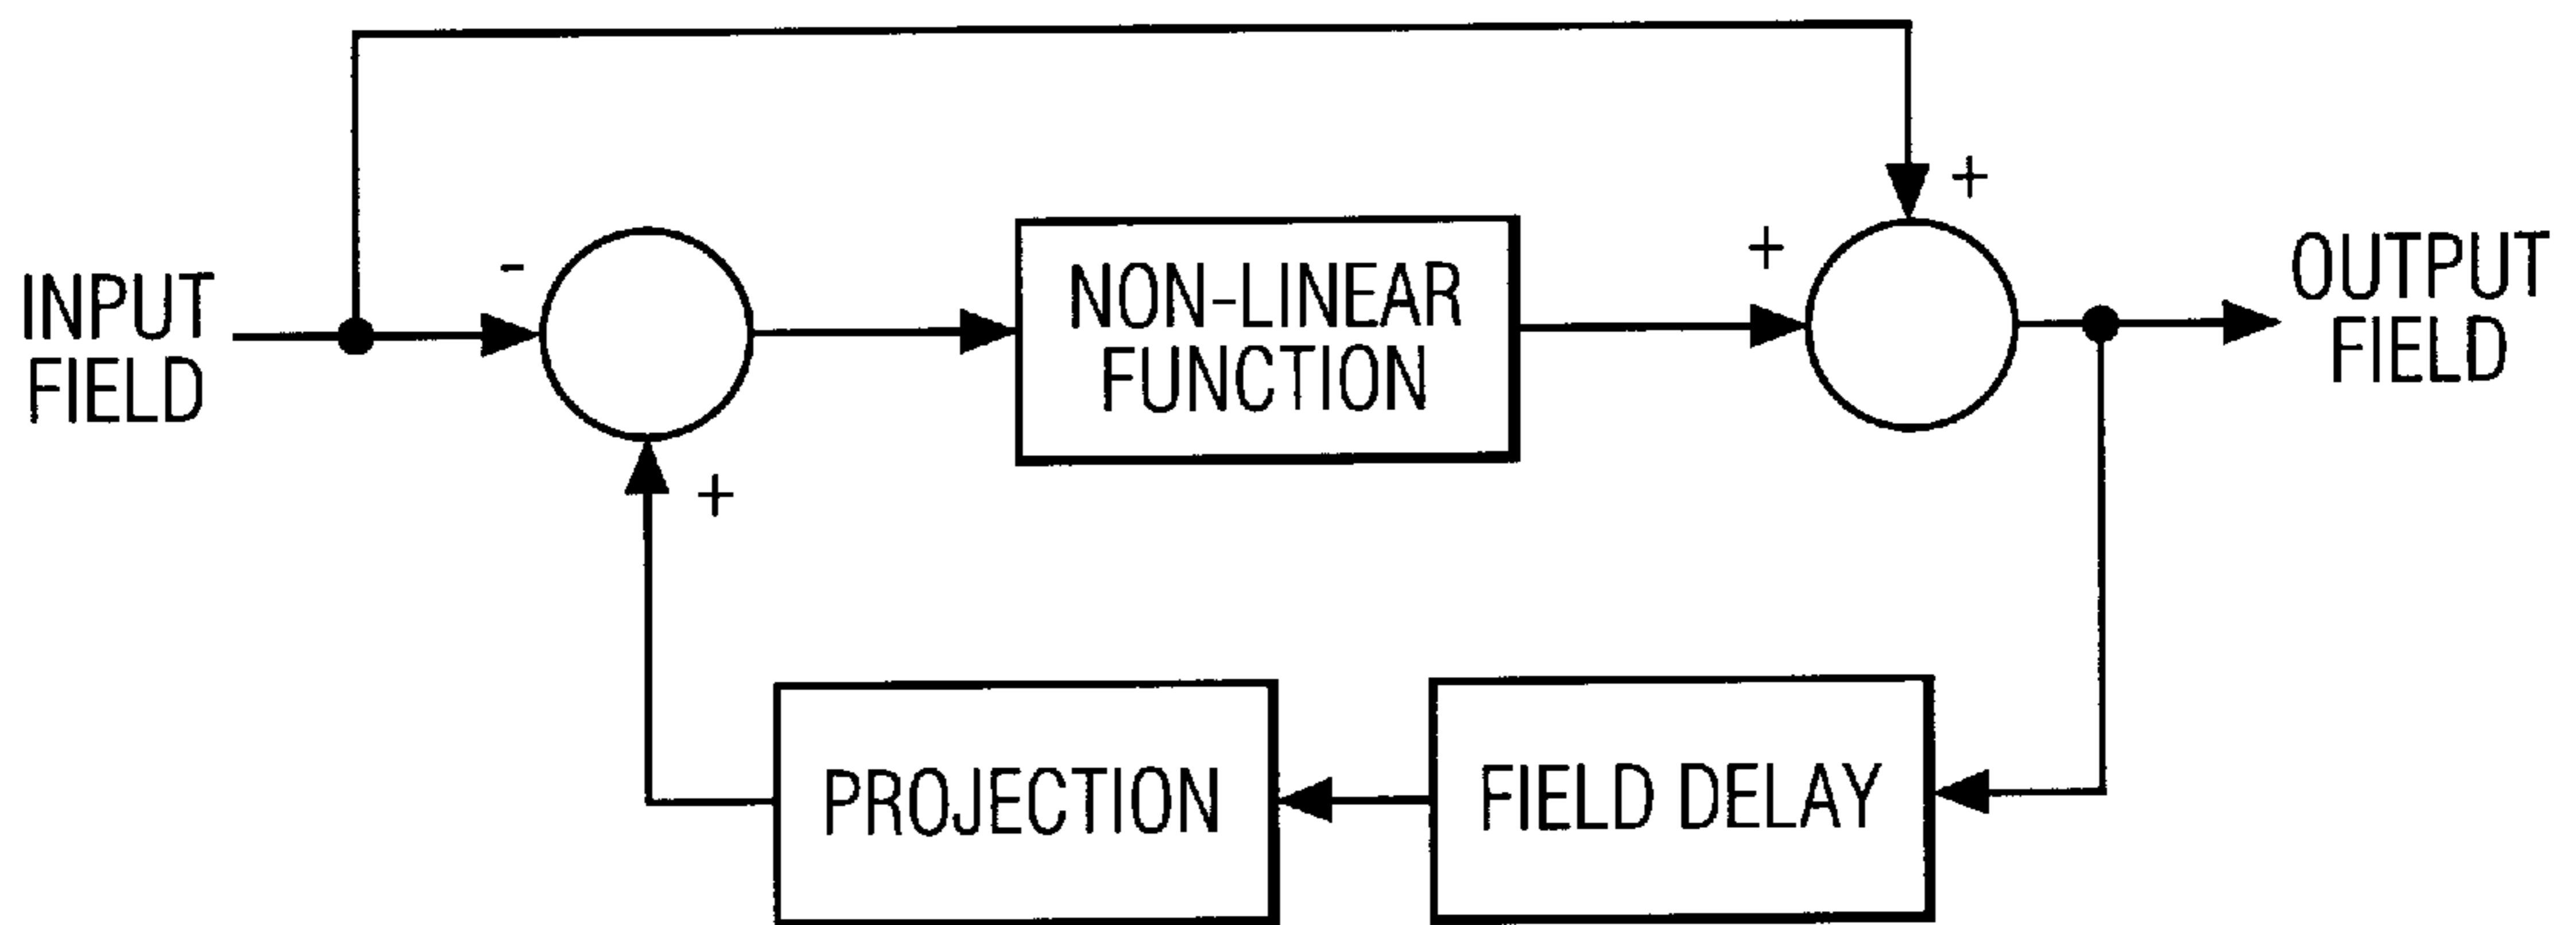 +
-
+
INPUT
FIELD
NON-LINEAR
FUNCTION
OUTPUT
FIELD
+
PROJECTION
FIELD DELAY